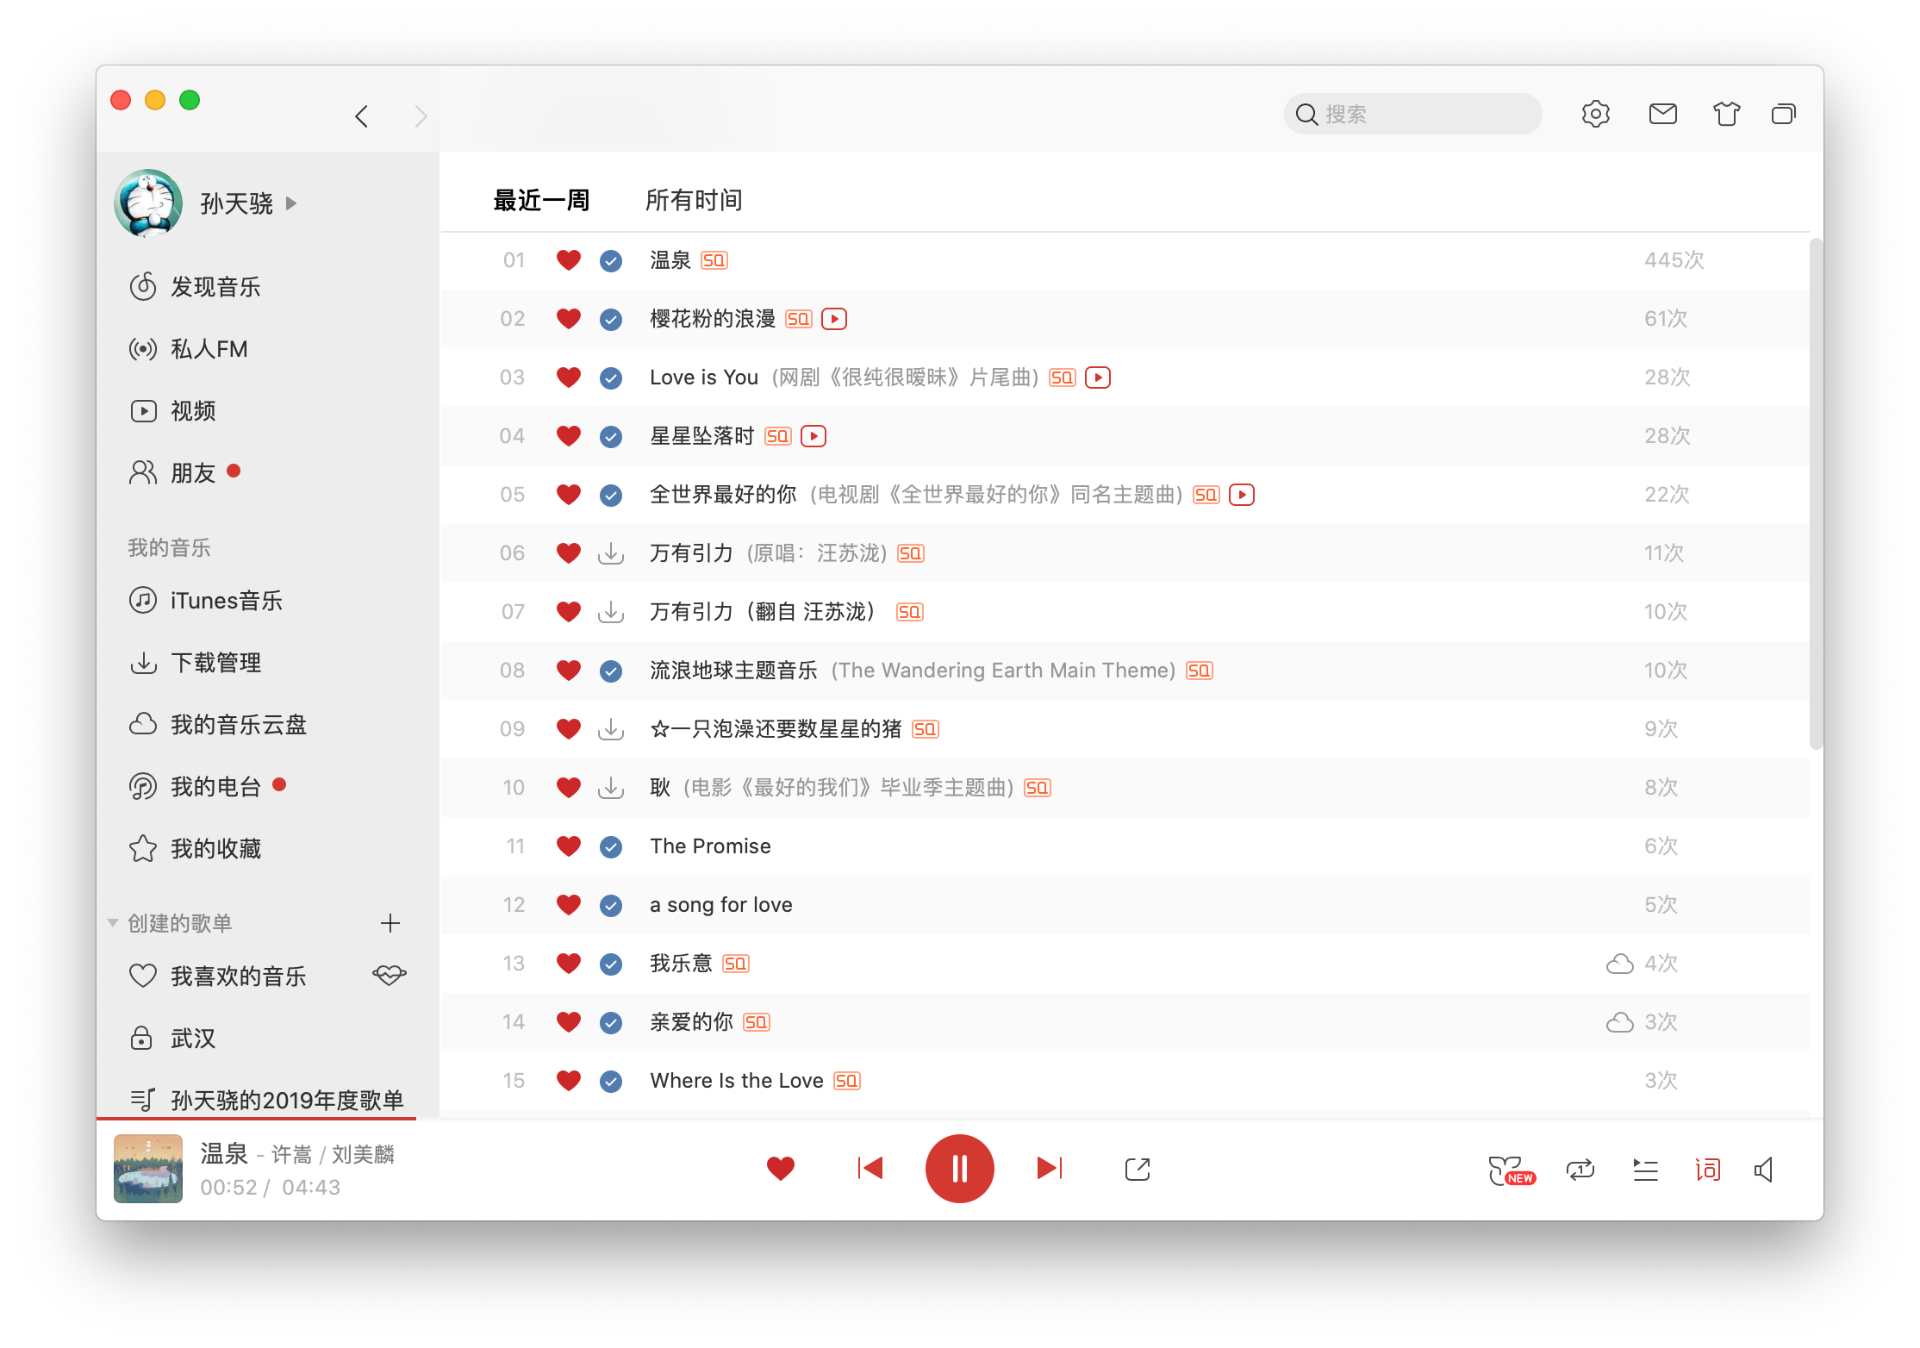 搜索
孙天骁
发现音乐
私人FM
视频
朋友
我的音乐
iTunes音乐
下载管理
我的音乐云盘
我的电台
我的收藏
创建的歌单
我喜欢的音乐
武汉
孙天骁的2019年度歌单
最近一周 所有时间
01 温泉 SQ 445次
02 樱花粉的浪漫 SQ 61次
03 Love is You (网剧《很纯很暧昧》片尾曲) SQ 28次
04 星星坠落时 SQ 28次
05 全世界最好的你 (电视剧《全世界最好的你》同名主题曲) SQ 22次
06 万有引力 (原唱：汪苏泷) SQ 11次
07 万有引力（翻自 汪苏泷） SQ 10次
08 流浪地球主题音乐 (The Wandering Earth Main Theme) SQ 10次
09 ☆一只泡澡还要数星星的猪 SQ 9次
10 耿 (电影《最好的我们》毕业季主题曲) SQ 8次
11 The Promise 6次
12 a song for love 5次
13 我乐意 SQ 4次
14 亲爱的你 SQ 3次
15 Where Is the Love SQ 3次
温泉 - 许嵩 / 刘美麟
00:52 / 04:43
NEW
1
词